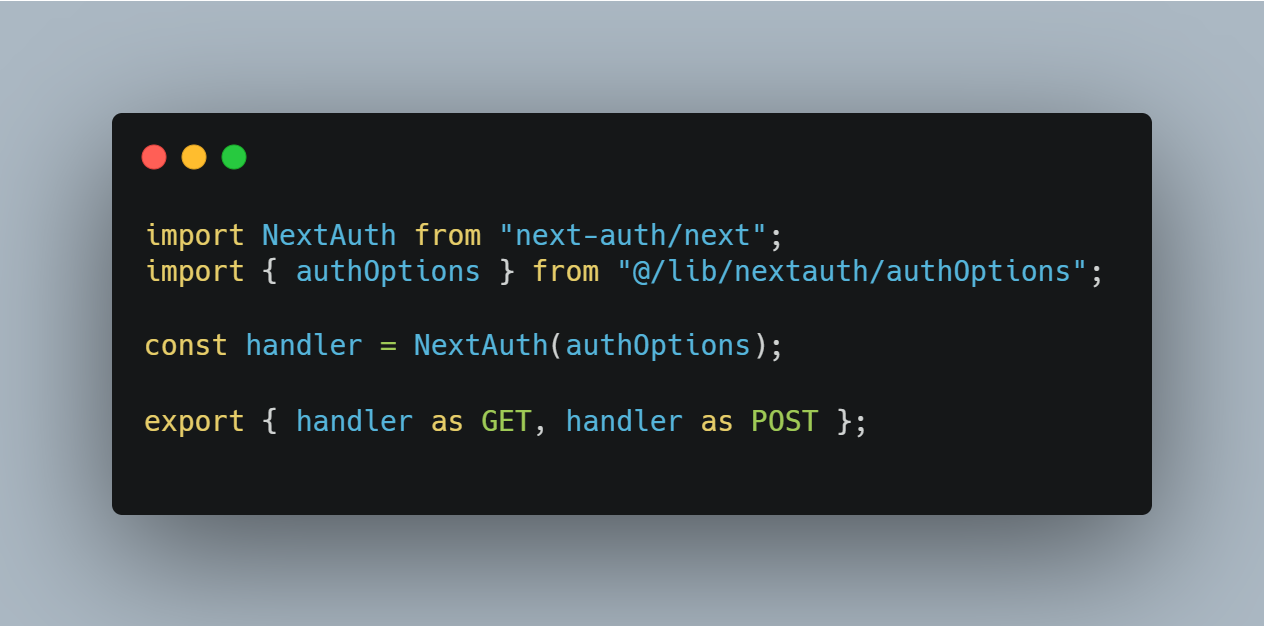 import NextAuth from "next-auth/next";
import { authOptions } from "@/lib/nextauth/authOptions";
const handler = NextAuth(authOptions);
export { handler as GET, handler as POST };